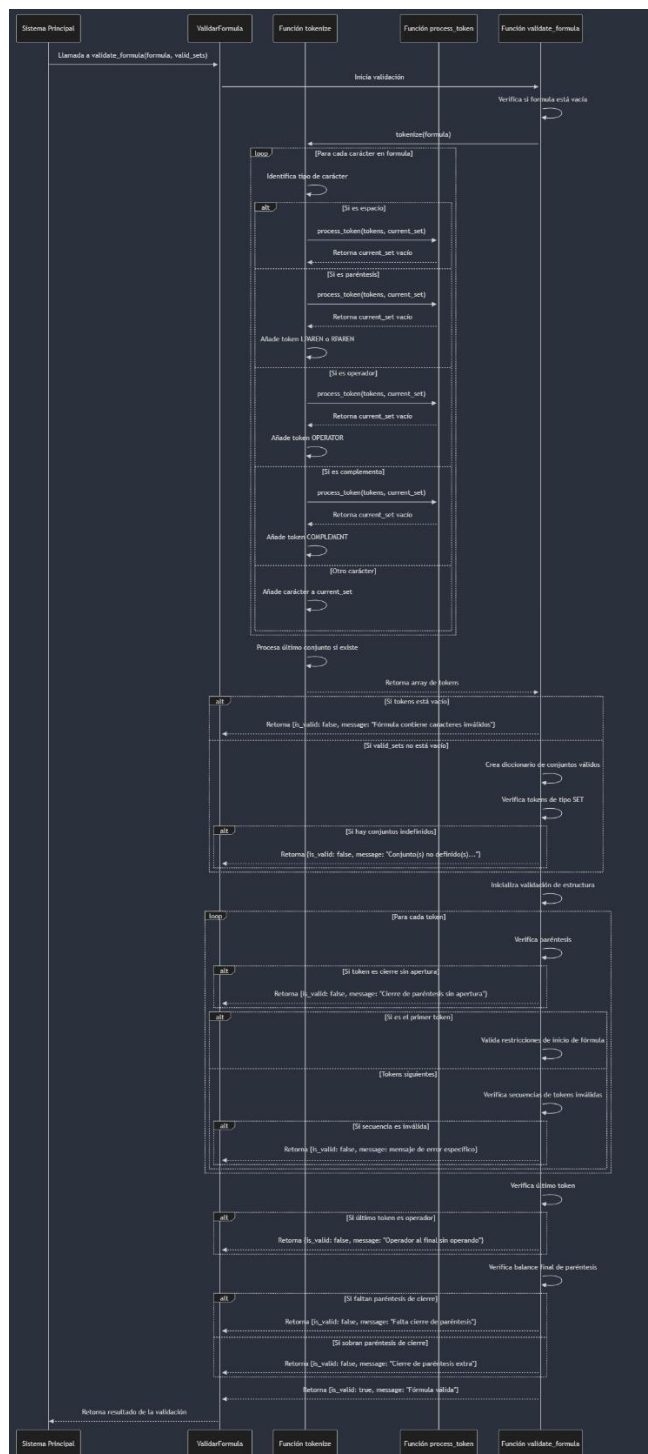 Sistema Principal
ValidarFormula
Función tokenize
Función process_token
Función validate_formula
Llamada a validate_formula(formula, valid_sets)
Inicia validación
Verifica si formula está vacía
tokenize(formula)
loop
[Para cada carácter en formula]
Identifica tipo de carácter
alt
[Si es espacio]
process_token(tokens, current_set)
Retorna current_set vacío
[Si es paréntesis]
process_token(tokens, current_set)
Retorna current_set vacío
Añade token LPAREN o RPAREN
[Si es operador]
process_token(tokens, current_set)
Retorna current_set vacío
Añade token OPERATOR
[Si es complemento]
process_token(tokens, current_set)
Retorna current_set vacío
Añade token COMPLEMENT
[Otro carácter]
Añade carácter a current_set
Procesa último conjunto si existe
Retorna array de tokens
alt
[Si tokens está vacío]
Retorna {is_valid: false, message: "Fórmula contiene caracteres inválidos"}
[Si valid_sets no está vacío]
Crea diccionario de conjuntos válidos
Verifica tokens de tipo SET
alt
[Si hay conjuntos indefinidos]
Retorna {is_valid: false, message: "Conjunto(s) no definido(s)..."}
Inicializa validación de estructura
loop
[Para cada token]
Verifica paréntesis
alt
[Si token es cierre sin apertura]
Retorna {is_valid: false, message: "Cierre de paréntesis sin apertura"}
alt
[Si es el primer token]
Valida restricciones de inicio de fórmula
[Tokens siguientes]
Verifica secuencias de tokens inválidas
alt
[Si secuencia es inválida]
Retorna {is_valid: false, message: mensaje de error específico}
Verifica último token
alt
[Si último token es operador]
Retorna {is_valid: false, message: "Operador al final sin operando"}
Verifica balance final de paréntesis
alt
[Si faltan paréntesis de cierre]
Retorna {is_valid: false, message: "Falta cierre de paréntesis"}
[Si sobran paréntesis de cierre]
Retorna {is_valid: false, message: "Cierre de paréntesis extra"}
Retorna {is_valid: true, message: "Fórmula válida"}
Retorna resultado de la validación
Sistema Principal
ValidarFormula
Función tokenize
Función process_token
Función validate_formula